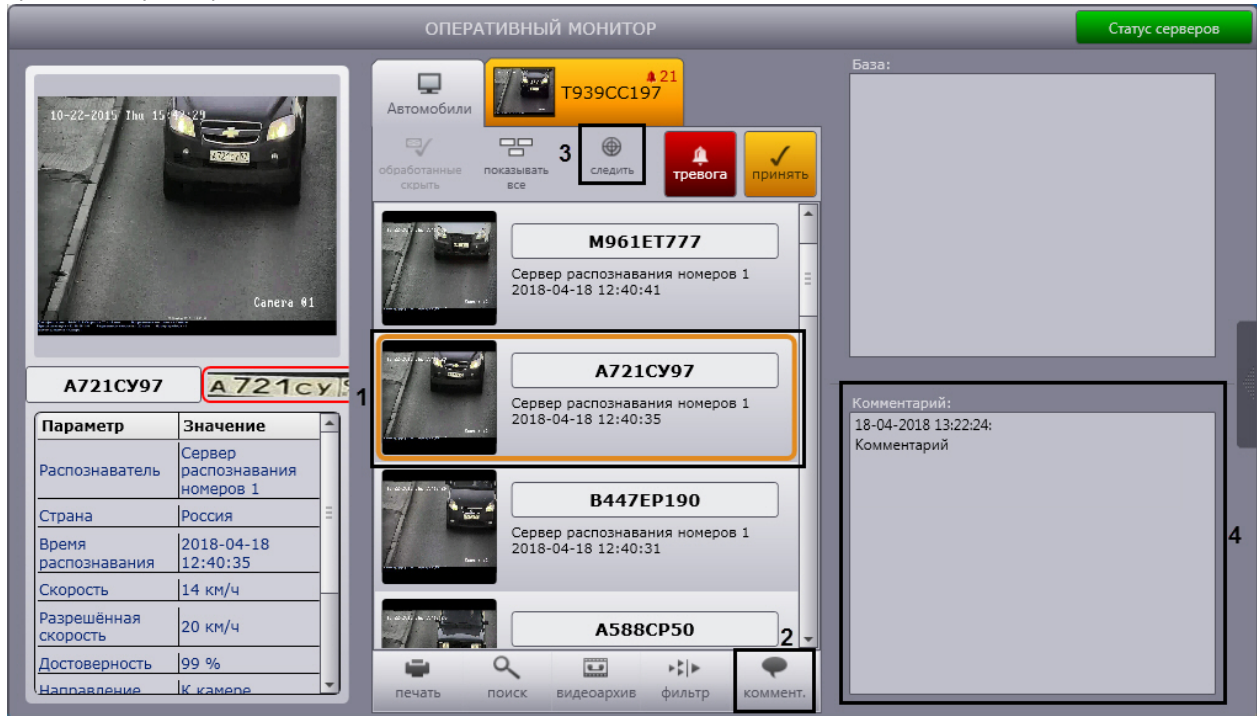 ОПЕРАТИВНЫЙ МОНИТОР
Статус серверов
10-22-2015 Thu 15:42:29
Camera 01
А721СУ97
А721су
Параметр Значение
Распознаватель Сервер распознавания номеров 1
Страна Россия
Время распознавания 2018-04-18 12:40:35
Скорость 14 км/ч
Разрешённая скорость 20 км/ч
Достоверность 99 %
Направление К камере
Автомобили
21
Т939СС197
обработанные скрыть
показывать все
3
следить
тревога
принять
М961ЕТ777
Сервер распознавания номеров 1
2018-04-18 12:40:41
1
А721СУ97
Сервер распознавания номеров 1
2018-04-18 12:40:35
В447ЕР190
Сервер распознавания номеров 1
2018-04-18 12:40:31
А588СР50
2
печать
поиск
видеоархив
фильтр
коммент.
База:
Комментарий:
18-04-2018 13:22:24:
Комментарий
4